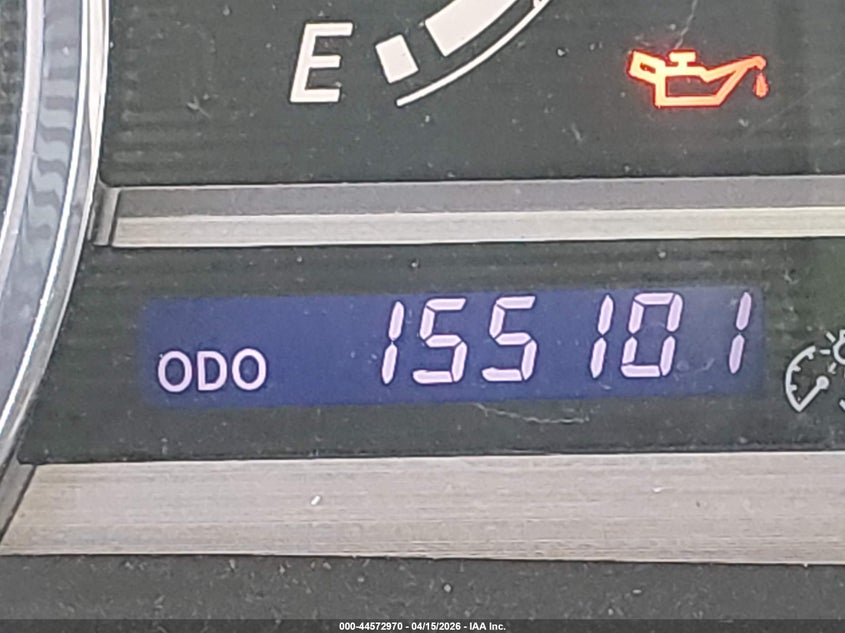 E
ODO 155101
000-44572970 - 04/15/2026 - IAA Inc.